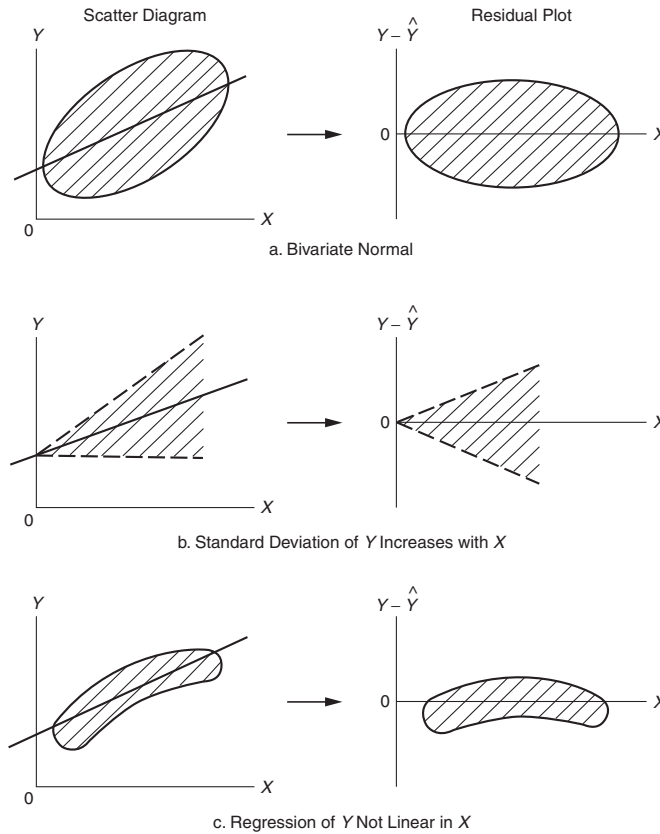 Scatter Diagram
Residual Plot
Y
X
0
Y – Ŷ
X
0
a. Bivariate Normal
Y
X
0
Y – Ŷ
X
0
b. Standard Deviation of Y Increases with X
Y
X
0
Y – Ŷ
X
0
c. Regression of Y Not Linear in X